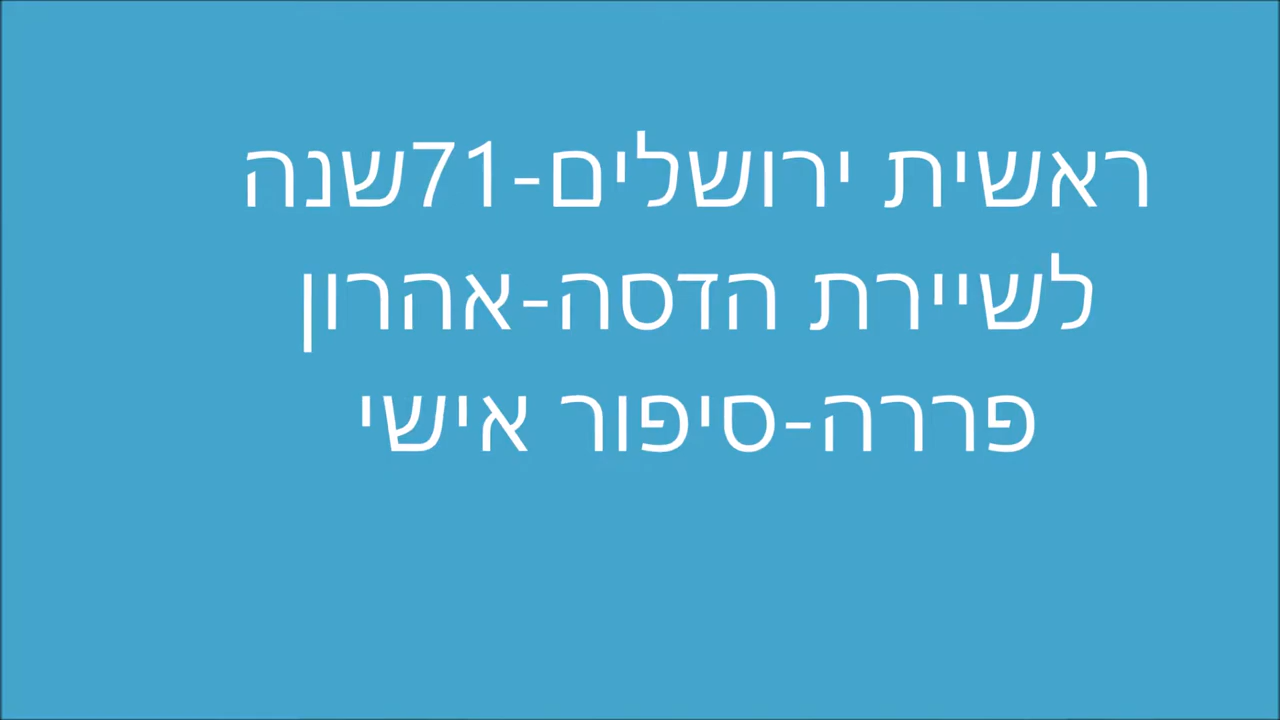 ראשית ירושלים-71שנה
לשיירת הדסה-אהרון
פררה-סיפור אישי